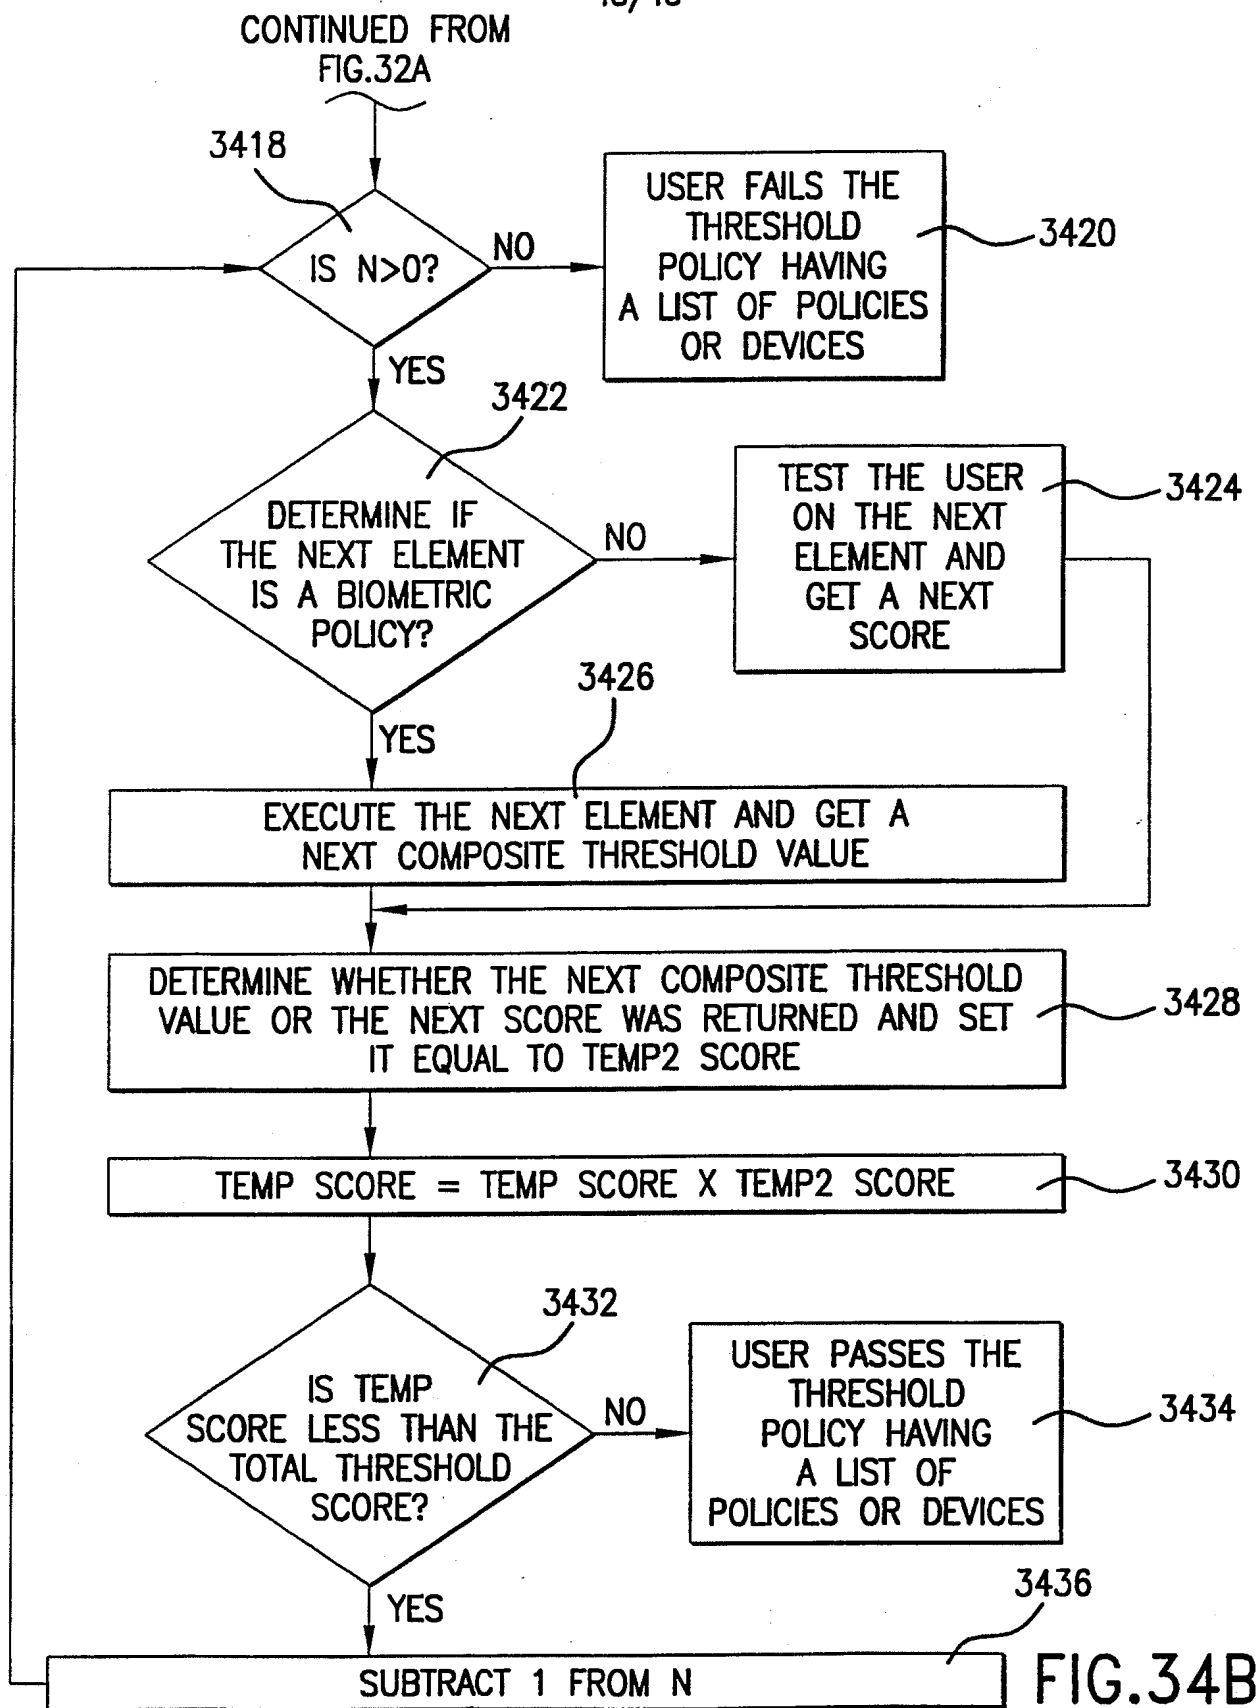 CONTINUED FROM
FIG.32A
3418
IS N>0?
NO
USER FAILS THE
THRESHOLD
POLICY HAVING
A LIST OF POLICIES
OR DEVICES
3420
YES
3422
DETERMINE IF
THE NEXT ELEMENT
IS A BIOMETRIC
POLICY?
NO
TEST THE USER
ON THE NEXT
ELEMENT AND
GET A NEXT
SCORE
3424
YES
3426
EXECUTE THE NEXT ELEMENT AND GET A
NEXT COMPOSITE THRESHOLD VALUE
DETERMINE WHETHER THE NEXT COMPOSITE THRESHOLD
VALUE OR THE NEXT SCORE WAS RETURNED AND SET
IT EQUAL TO TEMP2 SCORE
3428
TEMP SCORE = TEMP SCORE X TEMP2 SCORE
3430
3432
IS TEMP
SCORE LESS THAN THE
TOTAL THRESHOLD
SCORE?
NO
USER PASSES THE
THRESHOLD
POLICY HAVING
A LIST OF
POLICIES OR DEVICES
3434
YES
3436
SUBTRACT 1 FROM N
FIG.34B